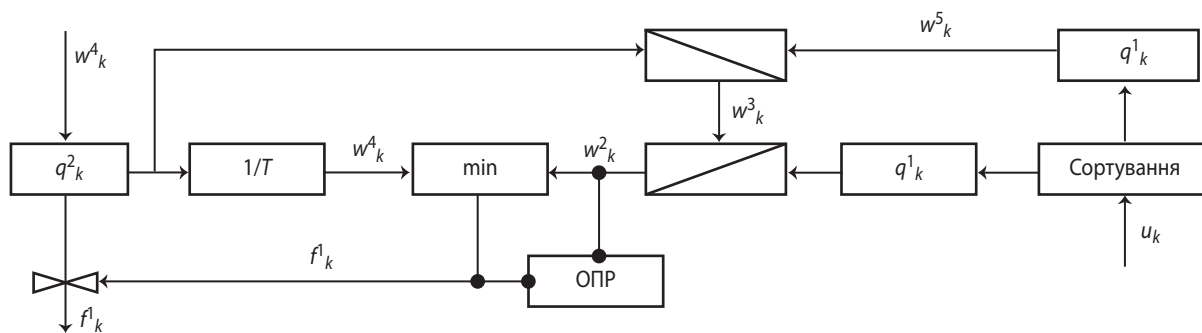 w⁴ₖ
w⁵ₖ
q¹ₖ
w³ₖ
q²ₖ
1/T
w⁴ₖ
min
w²ₖ
q¹ₖ
Сортування
uₖ
f¹ₖ
ОПР
f¹ₖ